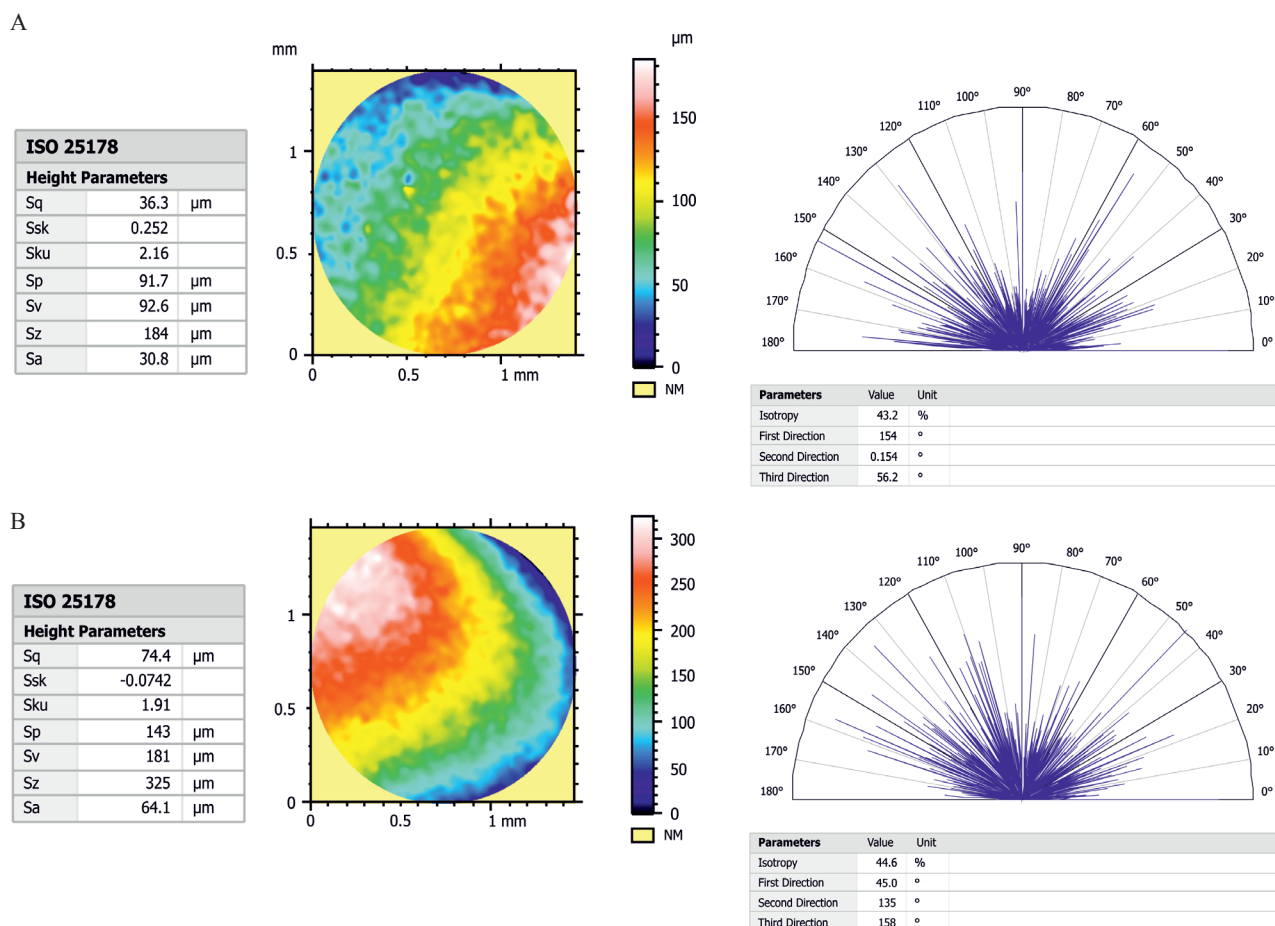 A
ISO 25178
Height Parameters
Sq 36.3 µm
Ssk 0.252
Sku 2.16
Sp 91.7 µm
Sv 92.6 µm
Sz 184 µm
Sa 30.8 µm
mm
1
0.5
0
0 0.5 1 mm
µm
150
100
50
0
NM
90°
100° 80°
110° 70°
120° 60°
130° 50°
140° 40°
150° 30°
160° 20°
170° 10°
180° 0°
Parameters Value Unit
Isotropy 43.2 %
First Direction 154 °
Second Direction 0.154 °
Third Direction 56.2 °
B
ISO 25178
Height Parameters
Sq 74.4 µm
Ssk -0.0742
Sku 1.91
Sp 143 µm
Sv 181 µm
Sz 325 µm
Sa 64.1 µm
1
0.5
0
0 0.5 1 mm
300
250
200
150
100
50
0
NM
90°
100° 80°
110° 70°
120° 60°
130° 50°
140° 40°
150° 30°
160° 20°
170° 10°
180° 0°
Parameters Value Unit
Isotropy 44.6 %
First Direction 45.0 °
Second Direction 135 °
Third Direction 158 °